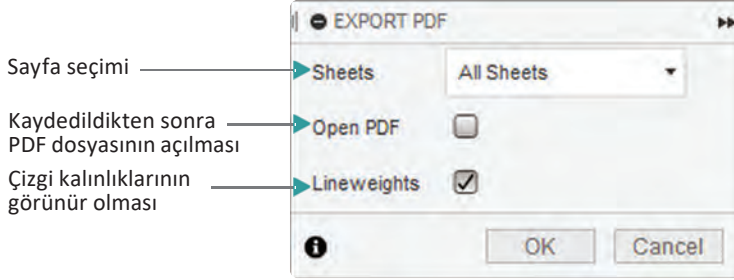 EXPORT PDF
Sayfa seçimi
Sheets
All Sheets
Kaydedildikten sonra
PDF dosyasının açılması
Open PDF
Çizgi kalınlıklarının
görünür olması
Lineweights
OK
Cancel